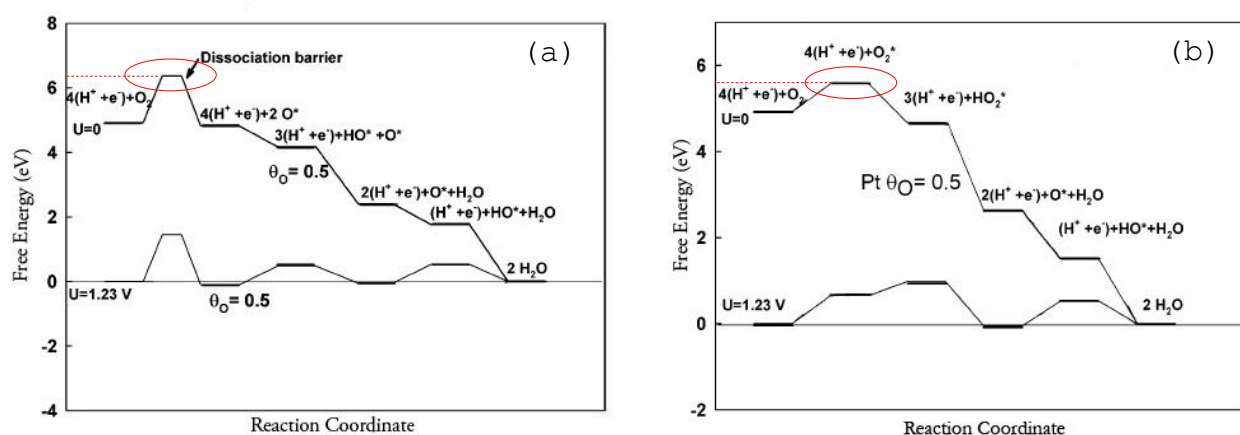 (a)
8
6
4
2
0
-2
-4
Free Energy (eV)
Dissociation barrier
4(H⁺ +e⁻)+O₂
U=0
4(H⁺ +e⁻)+2 O*
3(H⁺ +e⁻)+HO* +O*
θ_O= 0.5
2(H⁺ +e⁻)+O*+H₂O
(H⁺ +e⁻)+HO*+H₂O
2 H₂O
U=1.23 V
θ_O= 0.5
Reaction Coordinate
(b)
6
4
2
0
-2
Free Energy (eV)
4(H⁺ +e⁻)+O₂*
4(H⁺ +e⁻)+O₂
U=0
3(H⁺ +e⁻)+HO₂*
Pt θ_O= 0.5
2(H⁺ +e⁻)+O*+H₂O
(H⁺ +e⁻)+HO*+H₂O
2 H₂O
U=1.23 V
Reaction Coordinate